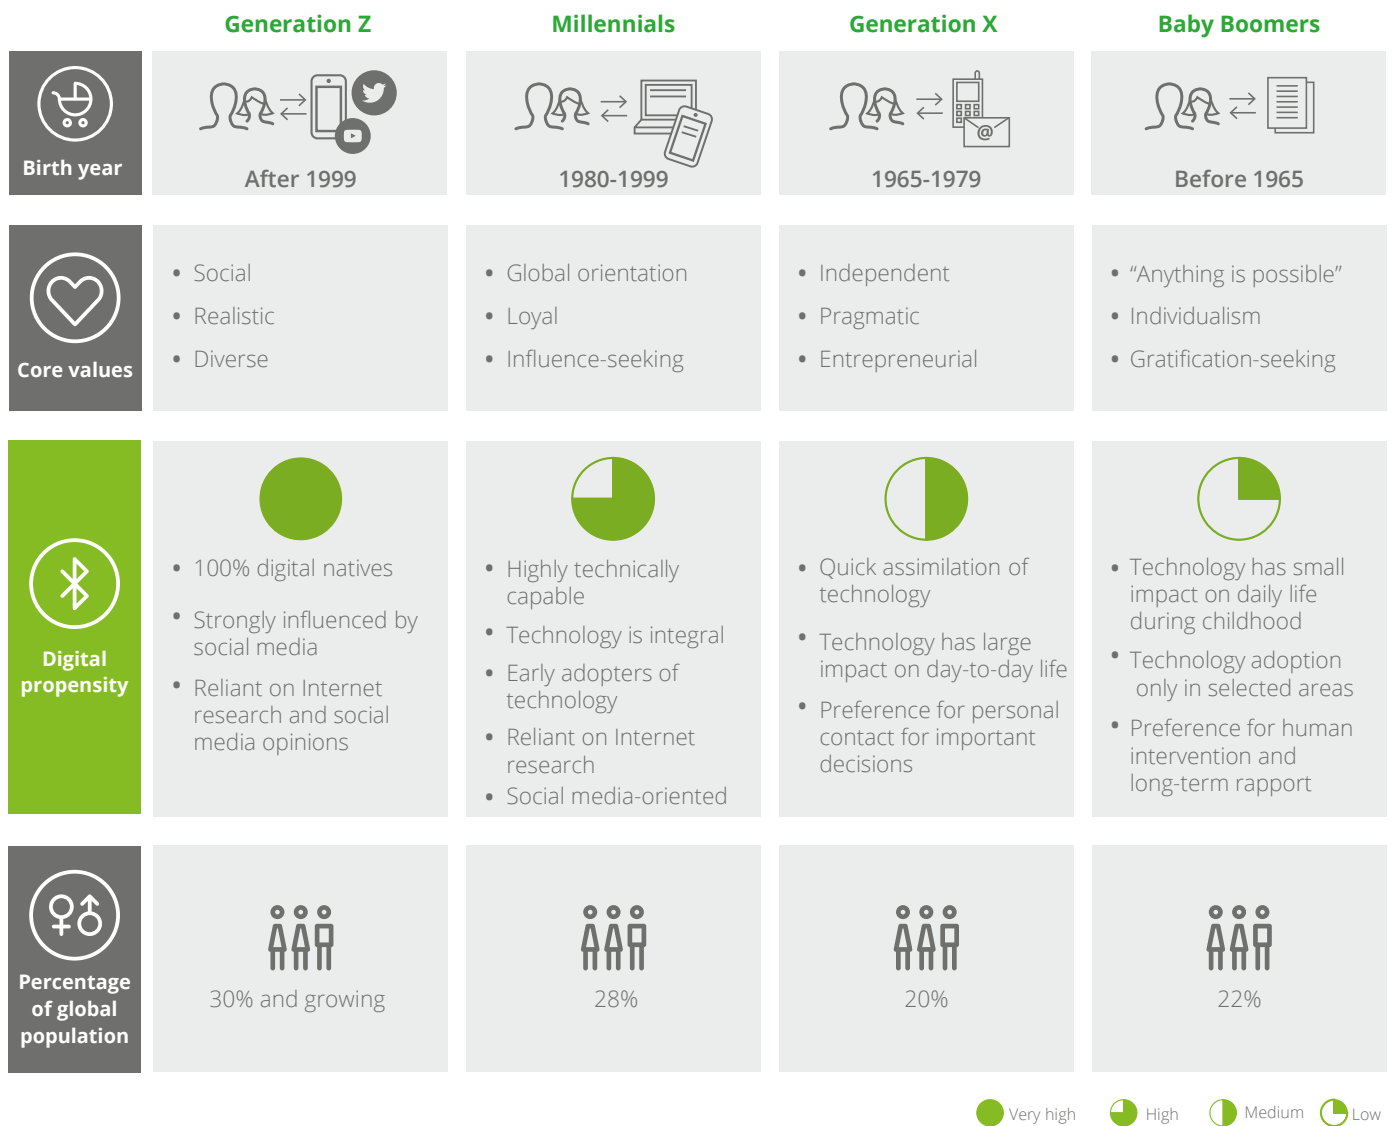 Generation Z
Millennials
Generation X
Baby Boomers
Birth year
After 1999
1980-1999
@
1965-1979
Before 1965
Core values
• Social
• Realistic
• Diverse
• Global orientation
• Loyal
• Influence-seeking
• Independent
• Pragmatic
• Entrepreneurial
• “Anything is possible”
• Individualism
• Gratification-seeking
Digital
propensity
• 100% digital natives
• Strongly influenced by
social media
• Reliant on Internet
research and social
media opinions
• Highly technically
capable
• Technology is integral
• Early adopters of
technology
• Reliant on Internet
research
• Social media-oriented
• Quick assimilation of
technology
• Technology has large
impact on day-to-day life
• Preference for personal
contact for important
decisions
• Technology has small
impact on daily life
during childhood
• Technology adoption
only in selected areas
• Preference for human
intervention and
long-term rapport
Percentage
of global
population
30% and growing
28%
20%
22%
Very high
High
Medium
Low